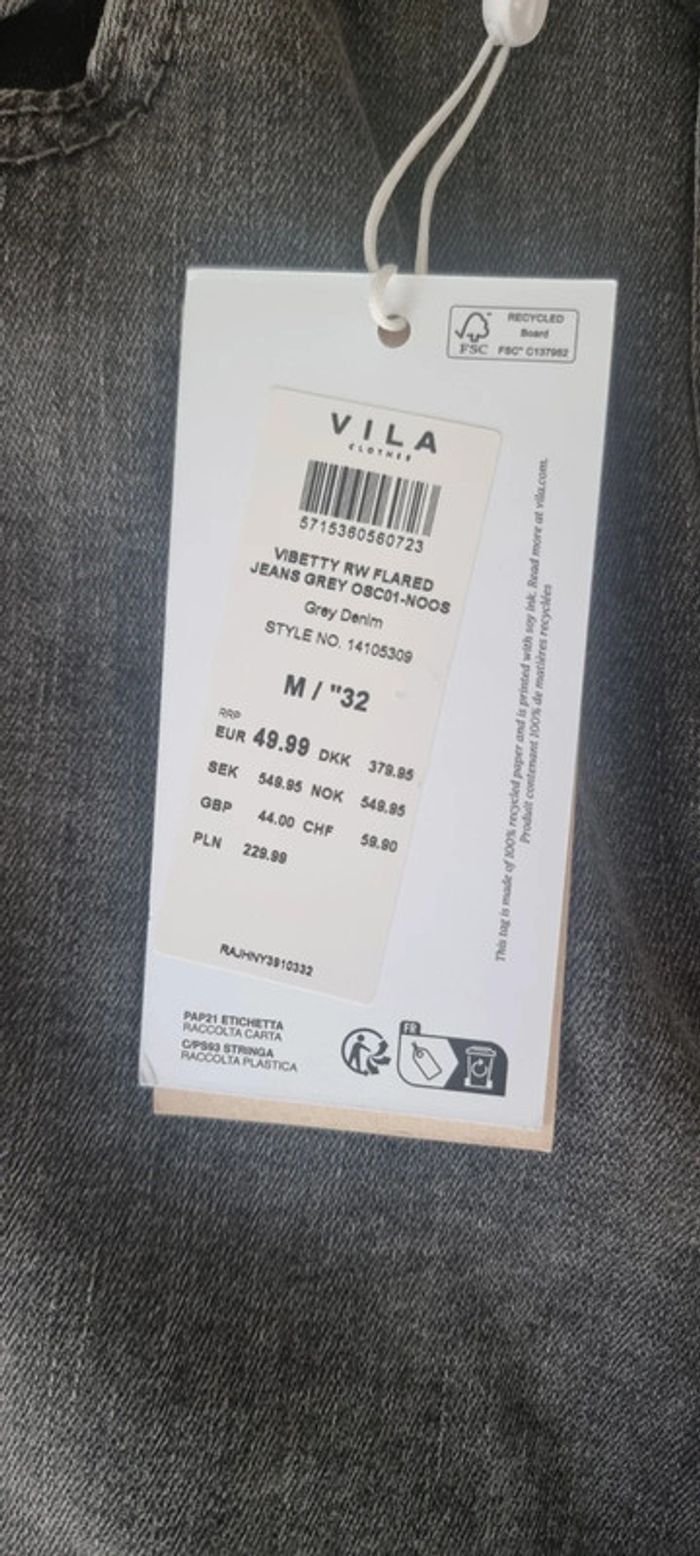 RECYCLED
Board
FSC
FSC® C137982
VILA
CLOTHES
5715360560723
VIBETTY RW FLARED
JEANS GREY OSC01-NOOS
Grey Denim
STYLE NO. 14105309
M / "32
RRP
EUR 49.99 DKK 379.95
SEK 549.95 NOK 549.95
GBP 44.00 CHF 59.90
PLN 229.99
RAJHNY3910332
This tag is made of 100% recycled paper and is printed with soy ink. Read more at vila.com.
Produit contenant 100% de matières recyclées
PAP21 ETICHETTA
RACCOLTA CARTA
C/PS93 STRINGA
RACCOLTA PLASTICA
FR